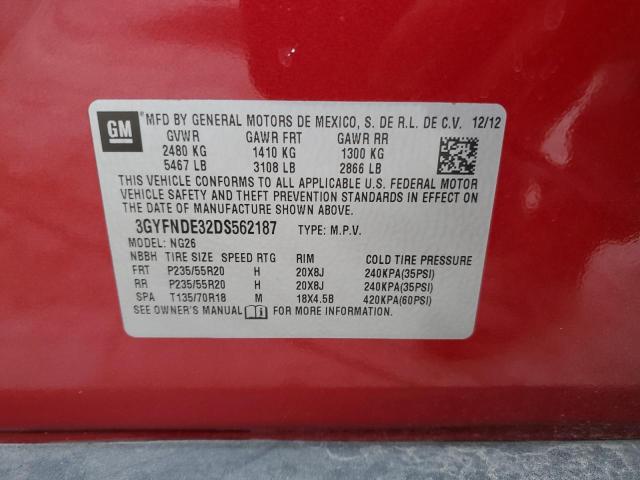 GM
MFD BY GENERAL MOTORS DE MEXICO, S. DE R.L. DE C.V. 12/12
GVWR GAWR FRT GAWR RR
2480 KG 1410 KG 1300 KG
5467 LB 3108 LB 2866 LB
THIS VEHICLE CONFORMS TO ALL APPLICABLE U.S. FEDERAL MOTOR
VEHICLE SAFETY AND THEFT PREVENTION STANDARDS IN EFFECT ON
THE DATE OF MANUFACTURE SHOWN ABOVE.
3GYFNDE32DS562187 TYPE: M.P.V.
MODEL: NG26
NBBH TIRE SIZE SPEED RTG RIM COLD TIRE PRESSURE
FRT P235/55R20 H 20X8J 240KPA(35PSI)
RR P235/55R20 H 20X8J 240KPA(35PSI)
SPA T135/70R18 M 18X4.5B 420KPA(60PSI)
SEE OWNER'S MANUAL i FOR MORE INFORMATION.